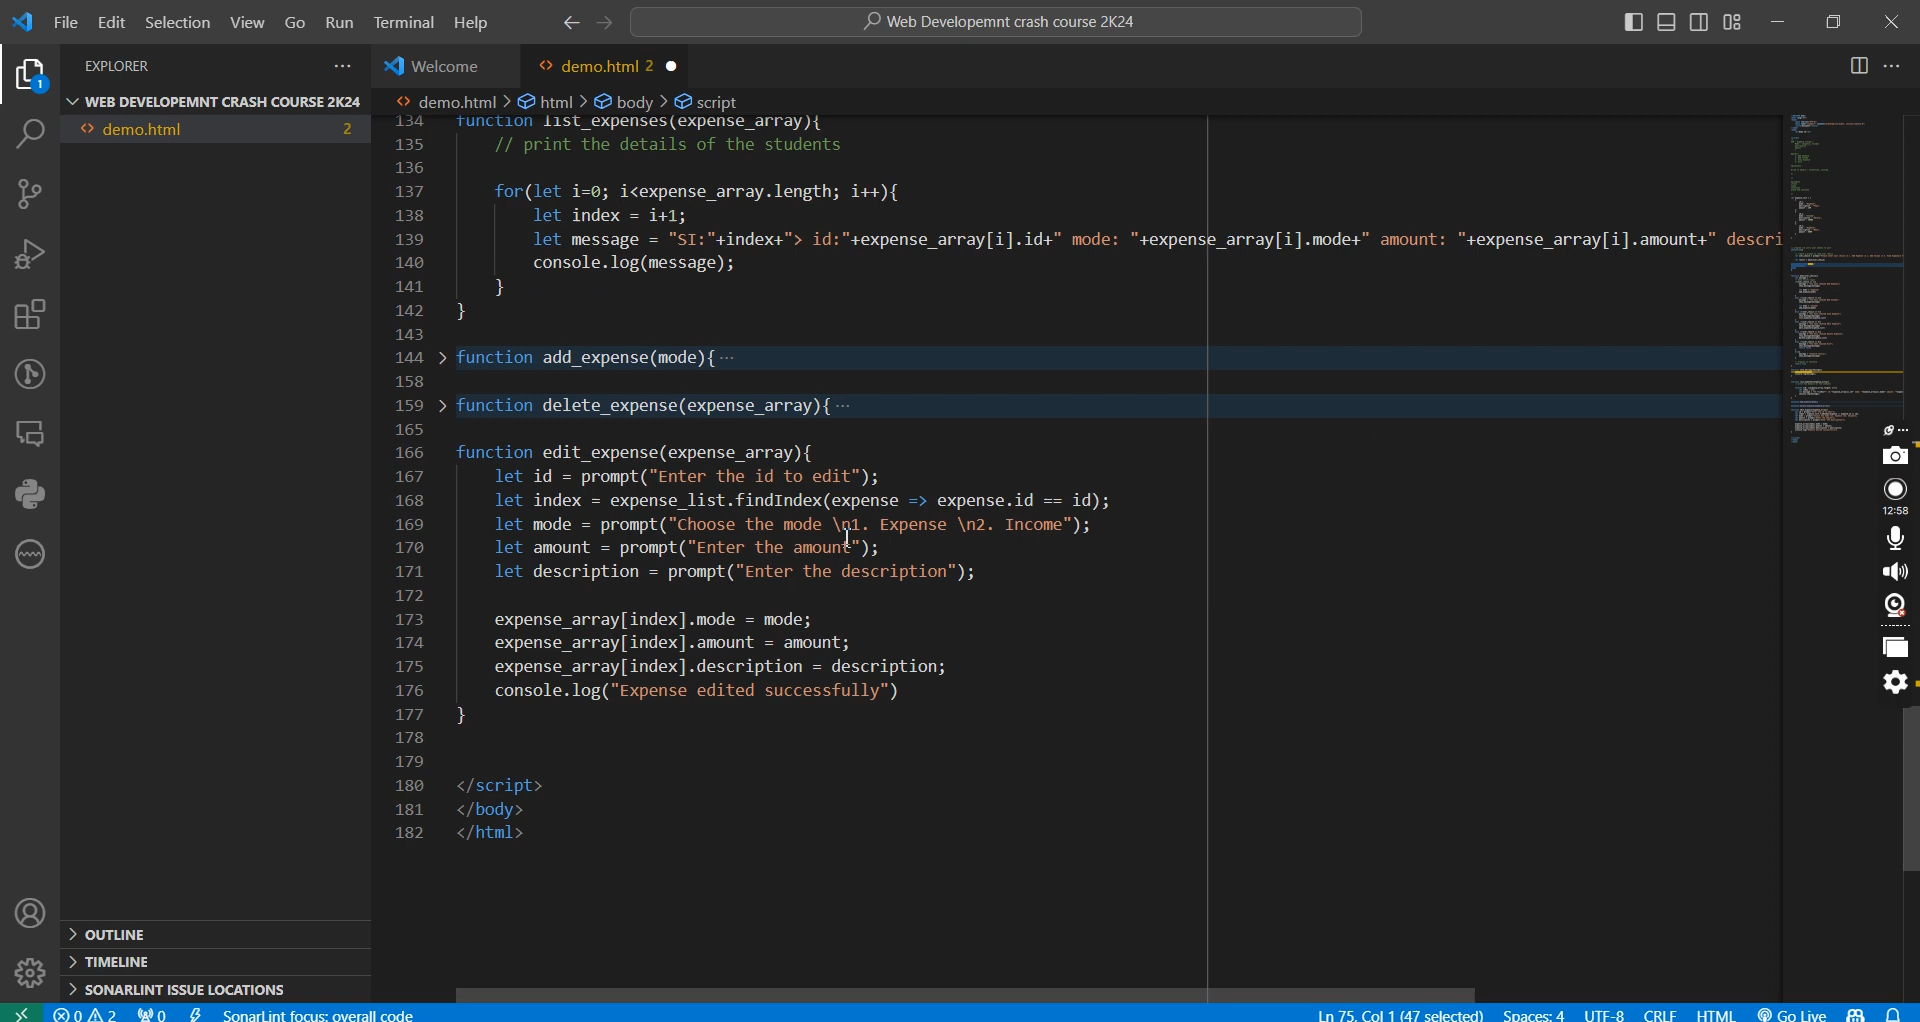 File Edit Selection View Go Run Terminal Help
Web Developemnt crash course 2K24
EXPLORER
Welcome
demo.html 2
1
WEB DEVELOPEMNT CRASH COURSE 2K24
demo.html > html > body > script
demo.html 2
134 function list_expenses(expense_array){
135 // print the details of the students
136
137 for(let i=0; i<expense_array.length; i++){
138 let index = i+1;
139 let message = "SI:"+index+"> id:"+expense_array[i].id+" mode: "+expense_array[i].mode+" amount: "+expense_array[i].amount+" descri
140 console.log(message);
141 }
142 }
143
144 function add_expense(mode){ ···
158
159 function delete_expense(expense_array){ ···
165
166 function edit_expense(expense_array){
167 let id = prompt("Enter the id to edit");
168 let index = expense_list.findIndex(expense => expense.id == id);
169 let mode = prompt("Choose the mode \n1. Expense \n2. Income");
170 let amount = prompt("Enter the amount");
171 let description = prompt("Enter the description");
172
173 expense_array[index].mode = mode;
174 expense_array[index].amount = amount;
175 expense_array[index].description = description;
176 console.log("Expense edited successfully")
177 }
178
179
180 </script>
181 </body>
182 </html>
12:58
OUTLINE
TIMELINE
SONARLINT ISSUE LOCATIONS
0 2 0 SonarLint focus: overall code Ln 75, Col 1 (47 selected) Spaces: 4 UTF-8 CRLF HTML Go Live